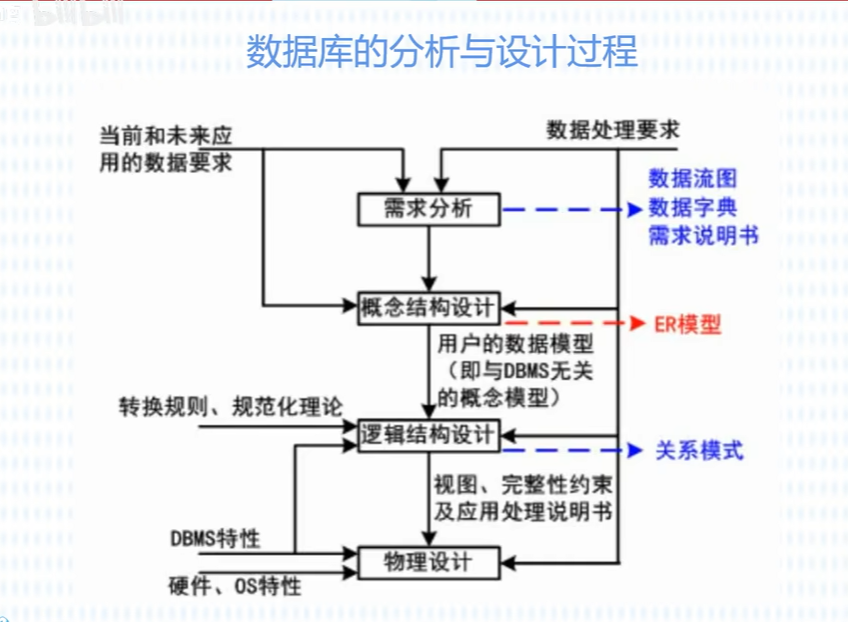 bilibili
数据库的分析与设计过程
当前和未来应
用的数据要求
数据处理要求
需求分析
数据流图
数据字典
需求说明书
概念结构设计
ER模型
用户的数据模型
（即与DBMS无关
的概念模型）
转换规则、规范化理论
逻辑结构设计
关系模式
视图、完整性约束
及应用处理说明书
DBMS特性
物理设计
硬件、OS特性